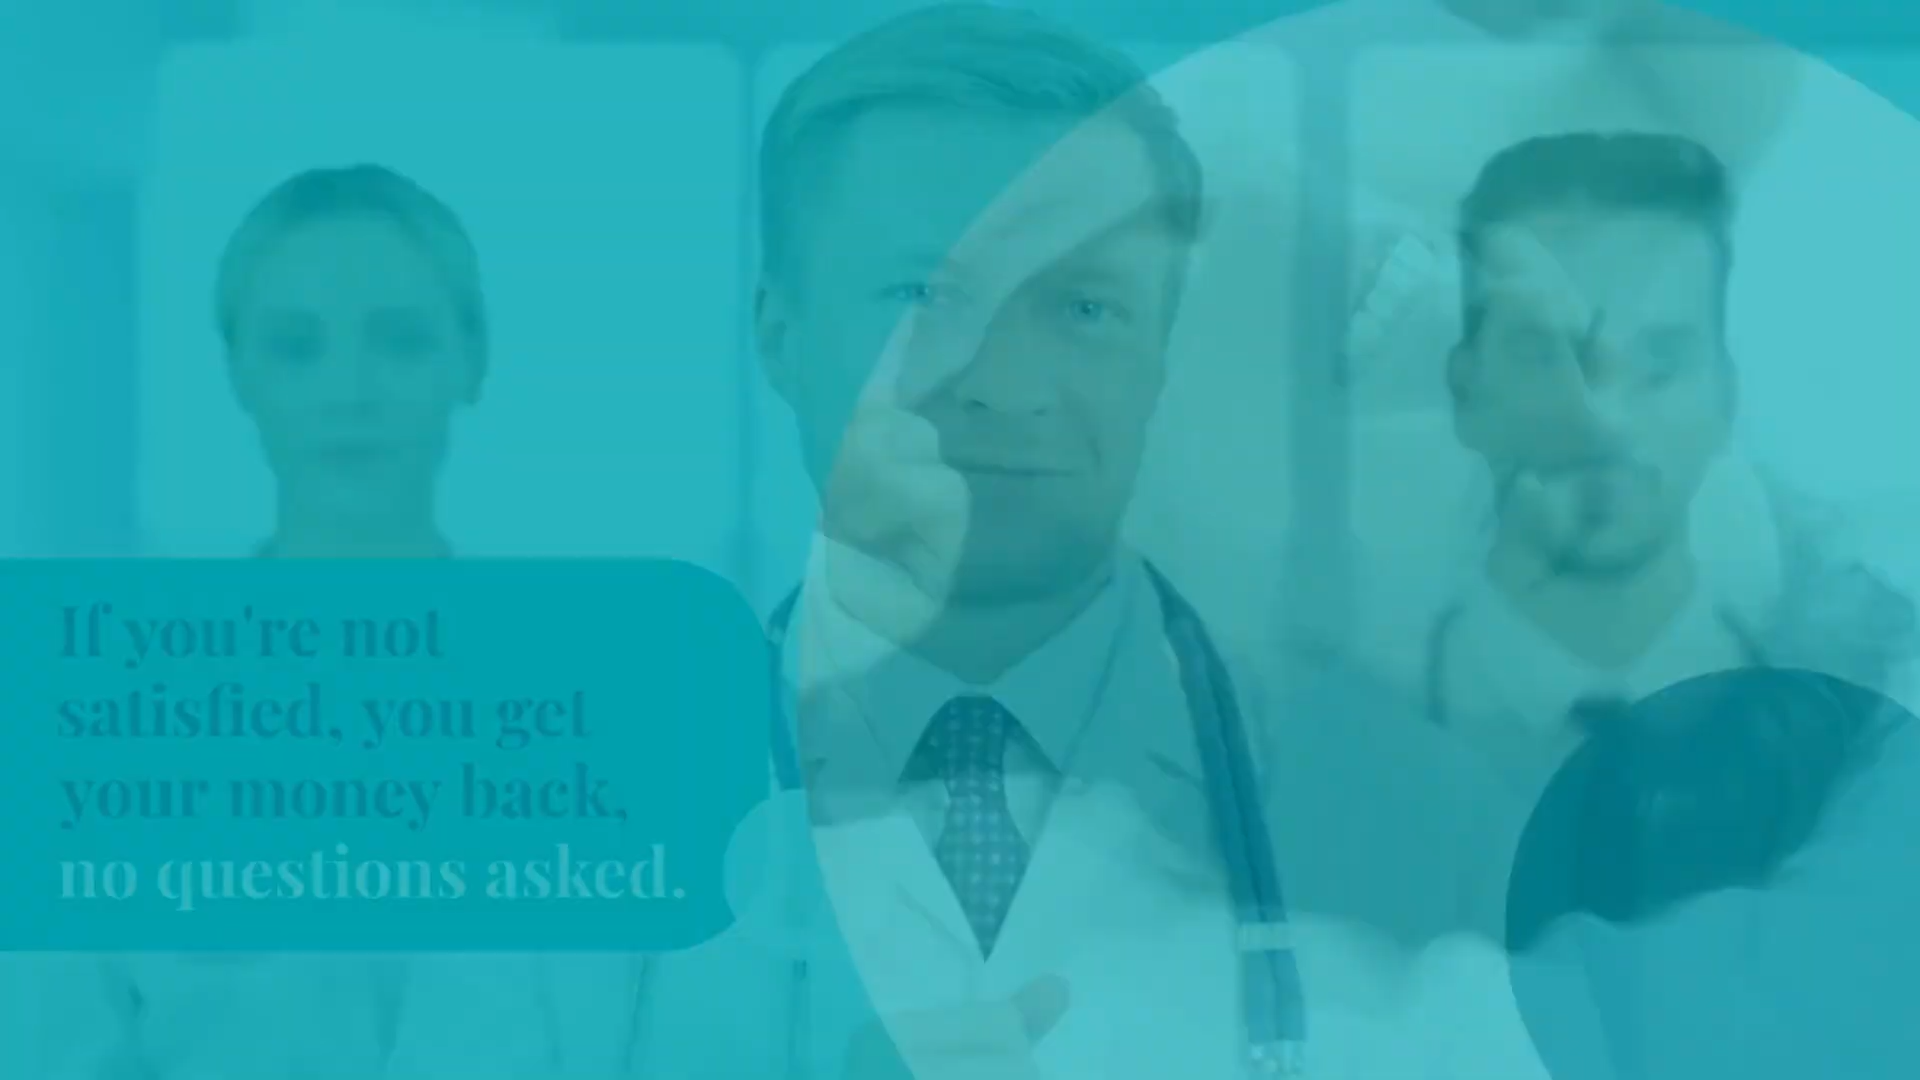 If you're not
satisfied, you get
your money back,
no questions asked.